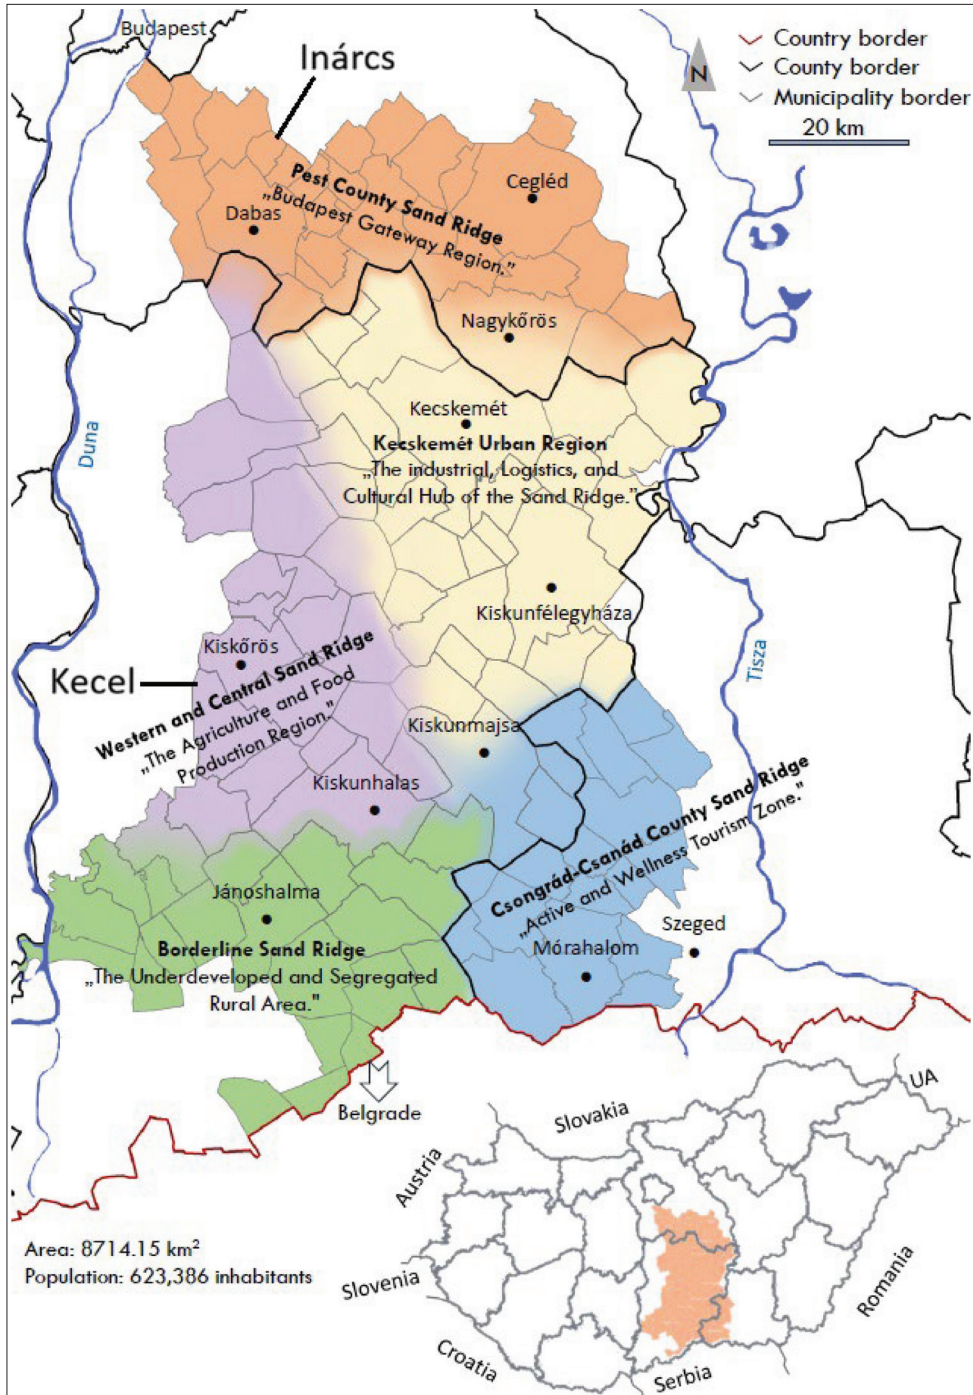 Budapest
Inárcs
N
Country border
County border
Municipality border
20 km
Pest County Sand Ridge
„Budapest Gateway Region.”
Cegléd
Dabas
Nagykőrös
Duna
Kecskemét
Kecskemét Urban Region
„The industrial, Logistics, and
Cultural Hub of the Sand Ridge.”
Kiskunfélegyháza
Tisza
Kiskőrös
Kecel
Western and Central Sand Ridge
„The Agriculture and Food
Production Region.”
Kiskunmajsa
Kiskunhalas
Csongrád-Csanád County Sand Ridge
„Active and Wellness Tourism Zone.”
Jánoshalma
Szeged
Mórahalom
Borderline Sand Ridge
„The Underdeveloped and Segregated
Rural Area."
Belgrade
Slovakia
UA
Austria
Area: 8714.15 km²
Population: 623,386 inhabitants
Slovenia
Romania
Croatia
Serbia